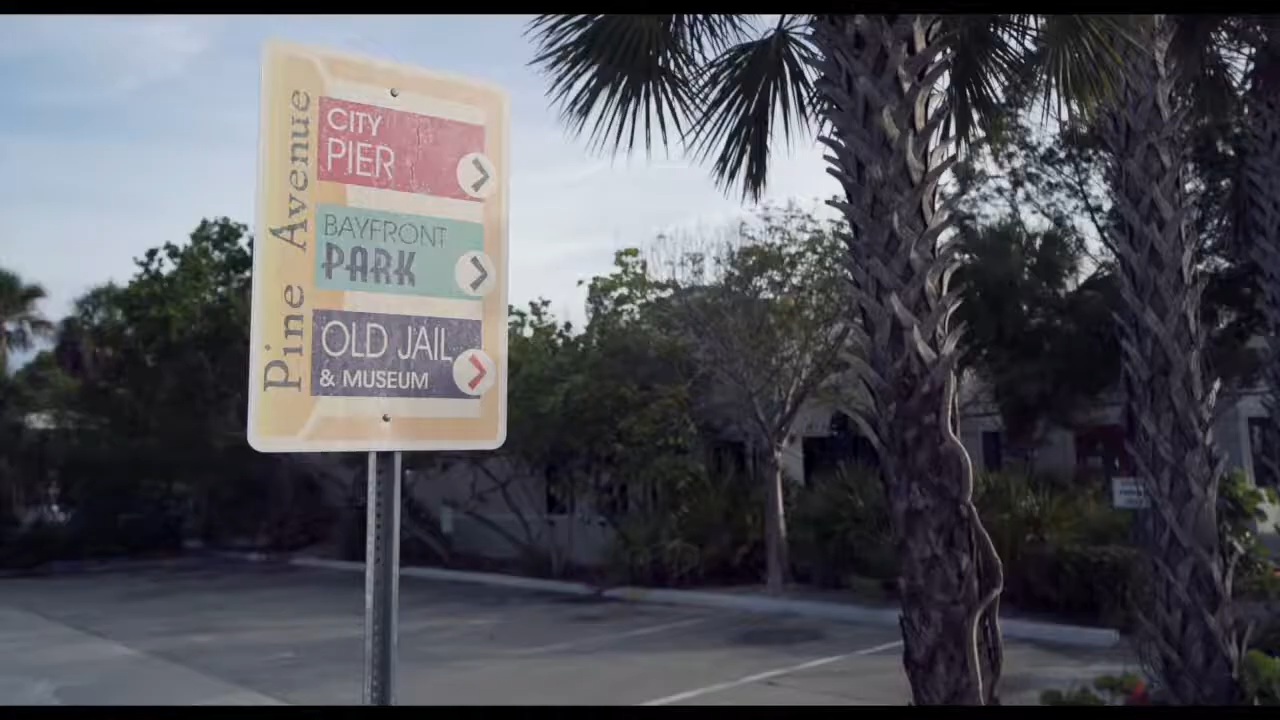 Pine Avenue
CITY
PIER
BAYFRONT
PARK
OLD JAIL
& MUSEUM